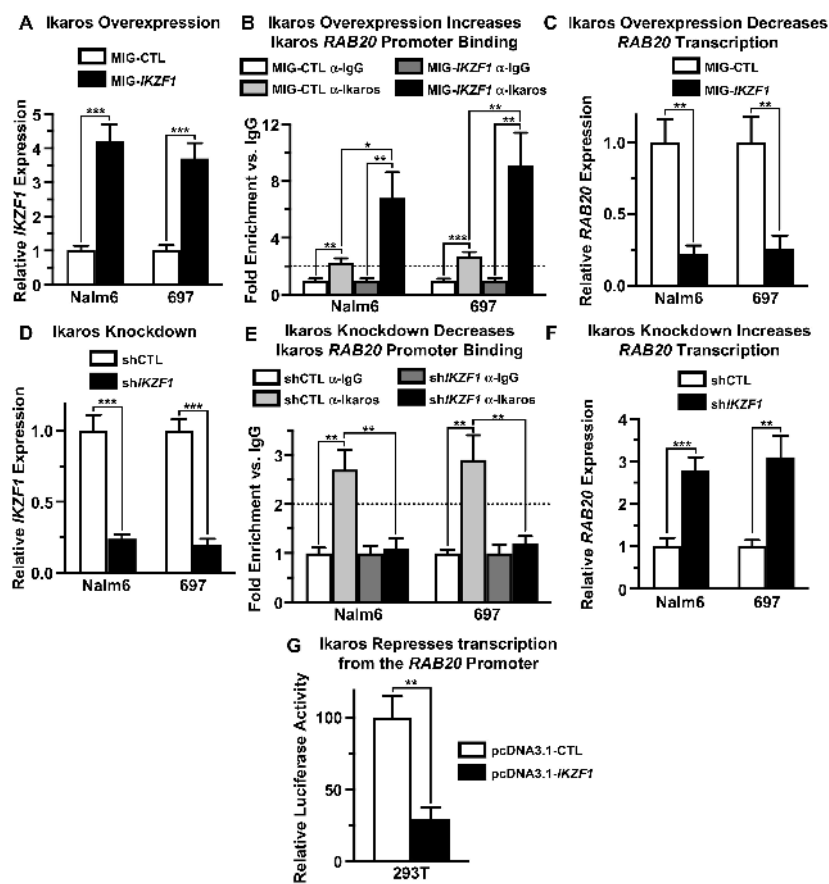 A Ikaros Overexpression
MIG-CTL
MIG-IKZF1
Relative IKZF1 Expression
5
4
3
2
1
0
***
***
Nalm6 697
B Ikaros Overexpression Increases
Ikaros RAB20 Promoter Binding
MIG-CTL α-IgG MIG-IKZF1 α-IgG
MIG-CTL α-Ikaros MIG-IKZF1 α-Ikaros
Fold Enrichment vs. IgG
12
8
4
0
**
*
**
***
**
**
Nalm6 697
C Ikaros Overexpression Decreases
RAB20 Transcription
MIG-CTL
MIG-IKZF1
Relative RAB20 Expression
1.0
0.25
0.0
**
**
Nalm6 697
D Ikaros Knockdown
shCTL
shIKZF1
Relative IKZF1 Expression
1.0
0.25
0.0
***
***
Nalm6 697
E Ikaros Knockdown Decreases
Ikaros RAB20 Promoter Binding
shCTL α-IgG shIKZF1 α-IgG
shCTL α-Ikaros shIKZF1 α-Ikaros
Fold Enrichment vs. IgG
3
2
1
0
**
**
**
**
Nalm6 697
F Ikaros Knockdown Increases
RAB20 Transcription
shCTL
shIKZF1
Relative RAB20 Expression
4
3
2
1
0
***
**
Nalm6 697
G Ikaros Represses transcription
from the RAB20 Promoter
Relative Luciferase Activity
100
50
25
0
**
pcDNA3.1-CTL
pcDNA3.1-IKZF1
293T